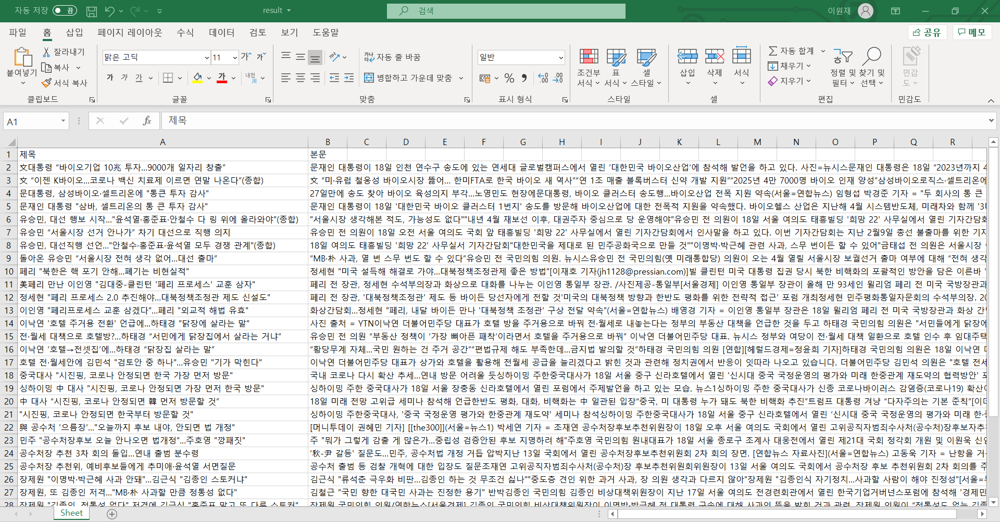 자동 저장 끔 result 검색 이원재
파일 홈 삽입 페이지 레이아웃 수식 데이터 검토 보기 도움말 공유 메모
붙여넣기 잘라내기 복사 서식 복사 클립보드
맑은 고딕 11 가 가 가 가 가 가 내천 川 글꼴
가나 다 자동 줄 바꿈 병합하고 가운데 맞춤 맞춤
일반 % 표시 형식
조건부 서식 표 서식 셀 스타일 스타일
삽입 삭제 서식 셀
자동 합계 채우기 지우기 정렬 및 필터 찾기 및 선택 편집
민감도 민감도
A1 fx 제목
A B C D E F G H I J K L M N O P Q R
1 제목 본문
2 文대통령 “바이오기업 10兆 투자...9000개 일자리 창출” 문재인 대통령이 18일 인천 연수구 송도에 있는 연세대 글로벌캠퍼스에서 열린 ‘대한민국 바이오산업’에 참석해 발언을 하고 있다. 사진=뉴시스문재인 대통령은 18일 “2023년까지 4
3 文 “이젠 K바이오...코로나 백신 치료제 이르면 연말 나온다”(종합) 文 “미·유럽 철옹성 바이오시장 뚫어... 한미FTA로 한국 바이오 새 역사”“연 1조 매출 블록버스터 신약 개발 지원”“2025년 4만 7000명 바이오 인재 양성”삼성바이오로직스·셀트리온에
4 문대통령, 삼성바이오·셀트리온에 "통큰 투자 감사" 27일만에 송도 찾아 바이오 육성의지 부각...노영민도 현장에문대통령, 바이오 클러스터 송도행...바이오산업 전폭 지원 약속(서울=연합뉴스) 임형섭 박경준 기자 = "두 회사의 통 큰
5 문재인 대통령 "삼바, 셀트리온의 통 큰 투자 감사" 문재인 대통령이 18일 '대한민국 바이오 클러스터 1번지' 송도를 방문해 바이오산업에 대한 전폭적 지원을 약속했다. 바이오헬스 산업은 지난해 4월 시스템반도체, 미래차와 함께 '3
6 유승민, 대선 행보 시작..."윤석열·홍준표·안철수 다 링 위에 올라와야"(종합) "서울시장 생각해본 적도, 가능성도 없다""내년 4월 재보선 이후, 대권주자 중심으로 당 운영해야"유승민 전 의원이 18일 서울 여의도 태흥빌딩 '희망 22' 사무실에서 열린 기자간담회
7 유승민 “서울시장 선거 안나가” 차기 대선으로 직행 의지 유승민 전 의원이 18일 오전 서울 여의도 국회 앞 태흥빌딩 '희망 22' 사무실에서 열린 기자간담회에서 인사말을 하고 있다. 이번 기자간담회는 지난 2월9일 총선 불출마를 위한 기자
8 유승민, 대선직행 선언..."안철수·홍준표·윤석열 모두 경쟁 관계"(종합) 18일 여의도 태흥빌딩 '희망 22' 사무실서 기자간담회"대한민국을 제대로 된 민주공화국으로 만들 것""이명박·박근혜 관련 사과, 스무 번이든 할 수 있어"금태섭 전 의원은 서울시장
9 돌아온 유승민 “서울시장 전혀 생각 없어...대선 출마” “MB·朴 사과, 열 번 스무 번도 할 수 있다”유승민 전 국민의힘 의원. 뉴시스유승민 전 국민의힘(옛 미래통합당) 의원이 오는 4월 열릴 서울시장 보궐선거 출마 여부에 대해 “전혀 생각
10 페리 "북한은 핵 포기 안해...폐기는 비현실적" 정세현 "미국 설득해 해결로 가야...대북정책조정관제 좋은 방법"[이재호 기자(jh1128@pressian.com)]빌 클린턴 미국 대통령 집권 당시 북한 비핵화의 포괄적인 방안을 담은 이른바 '
11 美페리 만난 이인영 "김대중-클린턴 '페리 프로세스' 교훈 삼자" 페리 전 장관, 정세현 수석부의장과 화상으로 대화를 나누는 이인영 통일부 장관. /사진제공-통일부[서울경제] 이인영 통일부 장관이 올해 만 93세인 윌리엄 페리 전 미국 국방장관과
12 정세현 "페리 프로세스 2.0 추진해야...대북정책조정관 제도 신설도" 페리 전 장관, '대북정책조정관' 제도 등 바이든 당선자에게 전할 것'미국의 대북정책 방향과 한반도 평화를 위한 전략적 접근' 포럼 개최정세현 민주평화통일자문회의 수석부의장. 20
13 이인영 "페리프로세스 교훈 삼겠다"...페리 "외교적 해법 유효" 화상간담회...정세현 "페리, 내달 바이든 만나 '대북정책 조정관' 구상 전달 약속"(서울=연합뉴스) 배영경 기자 = 이인영 통일부 장관은 18일 윌리엄 페리 전 미국 국방장관과 화상 간
14 이낙연 '호텔 주거용 전환' 언급에...하태경 "닭장에 살라는 말" 사진 출처 = YTN이낙연 더불어민주당 대표가 호텔 방을 주거용으로 바꿔 전·월세로 내놓는다는 정부의 부동산 대책을 언급한 것을 두고 하태경 국민의힘 의원은 "서민들에게 닭장에
15 전·월세 대책으로 호텔방?...하태경 “서민에게 닭장집에서 살라는 거냐” 유승민 전 의원 “부동산 정책이 ‘가장 뼈아픈 패착’이라면서 호텔을 주거용으로 바꿔” 이낙연 더불어민주당 대표. 뉴시스 정부와 여당이 전·월세 대책 일환으로 호텔 인수 후 임대주택
16 이낙연 ‘호텔→전셋집’에...하태경 “닭장집 살라는 말” “황당무계 자체...국민 원하는 건 주거 공간”“편법규제 해도 부족한데...금지법 발의할 것”하태경 국민의힘 의원 [연합][헤럴드경제=정윤희 기자]하태경 국민의힘 의원은 18일 이낙연 더
17 호텔 전·월세안에 김민석 "검토안 중 하나"...유승민 "기가 막힌다" 이낙연 더불어민주당 대표가 상가와 호텔을 활용해 전월세 공급을 늘리겠다고 밝힌 것과 관련해 정치권에서 반응이 잇따라 나오고 있습니다. 더불어민주당 김민석 의원은 "호텔 전세
18 중국대사 "시진핑, 코로나 안정되면 한국 가장 먼저 방문" 국내 코로나 다시 확산 추세...연내 방문 어려울 듯싱하이밍 주한중국대사가 18일 서울 중구 신라호텔에서 열린 '신시대 중국 국정운영의 평가와 미래 한중관계 재도약의 협력방안' 포
19 싱하이밍 中 대사 "시진핑, 코로나 안정되면 가장 먼저 한국 방문" 싱하이밍 주한 중국대사가 18일 서울 장충동 신라호텔에서 열린 포럼에서 주제발언을 하고 있는 모습. 뉴스1싱하이밍 주한 중국대사가 신종 코로나바이러스 감염증(코로나19) 확산이
20 中 대사 “시진핑, 코로나 안정되면 韓 먼저 방문할 것” 18일 미래 전망 고위급 세미나 참석해 언급한반도 평화, 대화, 비핵화는 中 일관된 입장“중국, 미 대통령 누가 돼도 북한 비핵화 추진”트럼프 대통령 겨냥 “다자주의는 기본 준칙”[이데
21 "시진핑, 코로나 안정되면 한국부터 방문할 것" 싱하이밍 주한중국대사, '중국 국정운영 평가와 한중관계 재도약' 세미나 참석싱하이밍 주한중국대사가 18일 서울 중구 신라호텔에서 열린 ‘신시대 중국 국정운영의 평가와 미래 한·중
22 與 공수처 '으름장'..."오늘까지 후보 내야, 안되면 법 개정" [머니투데이 권혜민 기자] [[the300]](서울=뉴스1) 박세연 기자 = 조재연 공수처장후보추천위원장이 18일 오후 서울 여의도 국회에서 열린 고위공직자범죄수사처(공수처)장후보자추
23 민주 "공수처장후보 오늘 안나오면 법개정"...주호영 "깡패짓" 주 "뭐가 그렇게 감출 게 많은가...중립성 검증안된 후보 지명하려 해"주호영 국민의힘 원내대표가 18일 서울 종로구 조계사 대웅전에서 열린 제21대 국회 정각회 개원 및 이원욱 신임
24 공수처장 추천 3차 회의 돌입...연내 출범 분수령 '秋-尹 갈등' 질문도...민주, 공수처법 개정 거듭 압박지난 13일 국회에서 열린 공수처장후보추천위원회 2차 회의 장면. [연합뉴스 자료사진](서울=연합뉴스) 고동욱 기자 = 난항을 거
25 공수처장 추천위, 예비후보들에게 추미애·윤석열 서면질문 공수처 출범 등 검찰 개혁에 대한 입장도 질문조재연 고위공직자범죄수사처(공수처)장 후보추천위원회위원장이 13일 서울 여의도 국회에서 공수처장 후보 추천위원회 2차 회의를 주
26 장제원 "이명박·박근혜 사과 안돼"...김근식 "김종인 스토커냐" 김근식 "류석춘 극우화 비판...김종인 하는 것 무조건 싫나""중도층 견인 위한 과거 사과, 장 의원 생각과 다르지 않아"장제원 "김종인식 자기정치...사과할 사람이 해야 진정성"[서울=
27 장제원, 또 김종인 저격..."MB·朴 사과할 만큼 정통성 없다" 김철근 "국민 향한 대국민 사과는 진정한 용기" 반박김종인 국민의힘 김종인 비상대책위원장이 지난 17일 서울 여의도 전경련회관에서 열린 한국기업거버넌스포럼에 참석해 '경제민
28 장제원 "김종인, 정통성 없다" 저격에 김근식 "홍준표 말고 또 다른 스토커" 장제원 국민의힘 의원/연합뉴스[서울경제] 김종인 국민의힘 비상대책위원장이 이명박·박근혜 전 대통령 구속에 대해 사과의 뜻을 밝힌 것과 관련, 장제원 의원이 “정통성도 없는 김종
Sheet